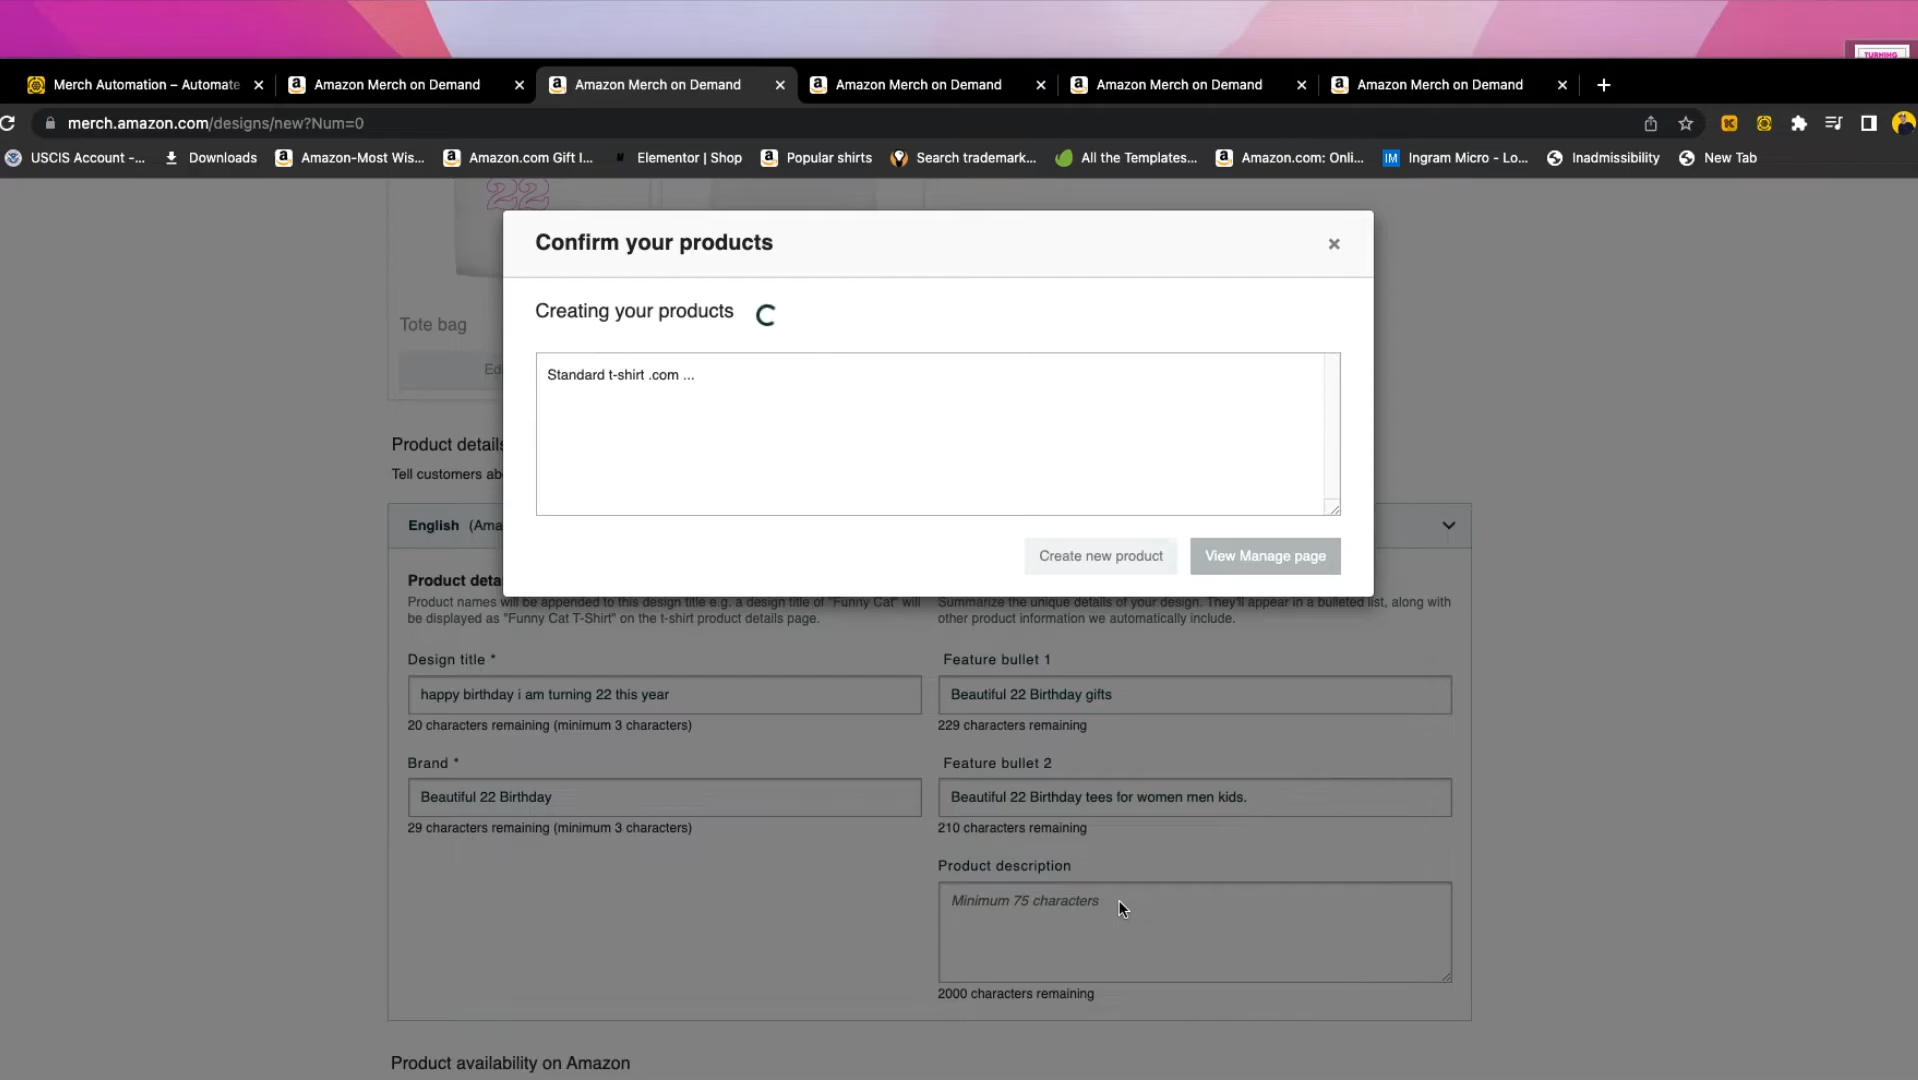 TURNING
Merch Automation – Automate
Amazon Merch on Demand
Amazon Merch on Demand
Amazon Merch on Demand
Amazon Merch on Demand
Amazon Merch on Demand
merch.amazon.com/designs/new?Num=0
USCIS Account -...
Downloads
Amazon-Most Wis...
Amazon.com Gift I...
Elementor | Shop
Popular shirts
Search trademark...
All the Templates...
Amazon.com: Onli...
IM
Ingram Micro - Lo...
Inadmissibility
New Tab
22
Confirm your products
Creating your products
Tote bag
Standard t-shirt .com ...
Product details
Tell customers ab
English (Ama
Create new product
View Manage page
Product deta
Product names will be appended to this design title e.g. a design title of "Funny Cat" will
be displayed as "Funny Cat T-Shirt" on the t-shirt product details page.
Summarize the unique details of your design. They'll appear in a bulleted list, along with
other product information we automatically include.
Design title *
happy birthday i am turning 22 this year
20 characters remaining (minimum 3 characters)
Feature bullet 1
Beautiful 22 Birthday gifts
229 characters remaining
Brand *
Beautiful 22 Birthday
29 characters remaining (minimum 3 characters)
Feature bullet 2
Beautiful 22 Birthday tees for women men kids.
210 characters remaining
Product description
Minimum 75 characters
2000 characters remaining
Product availability on Amazon